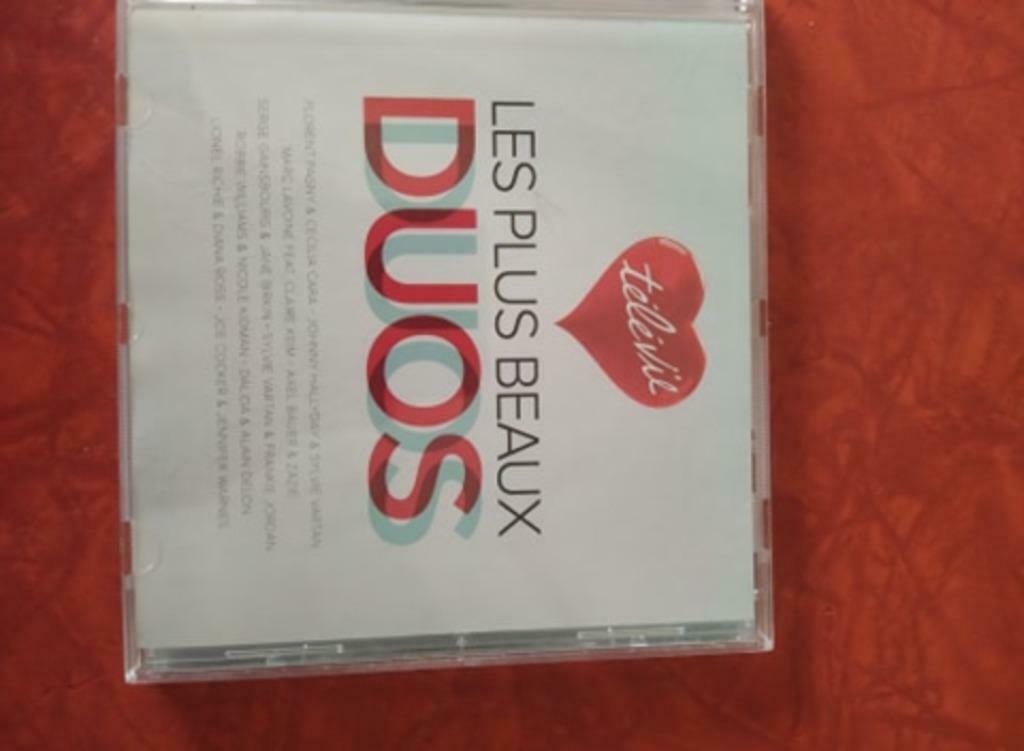 télévie
LES PLUS BEAUX
DUOS
FLORENT PAGNY & CECILIA CARA - JOHNNY HALLYDAY & SYLVIE VARTAN
MARC LAVOINE FEAT. CLAIRE KEIM - AXEL BAUER & ZAZIE
SERGE GAINSBOURG & JANE BIRKIN - SYLVIE VARTAN & FRANKIE JORDAN
ROBBIE WILLIAMS & NICOLE KIDMAN - DALIDA & ALAIN DELON
LIONEL RICHIE & DIANA ROSS - JOE COCKER & JENNIFER WARNES